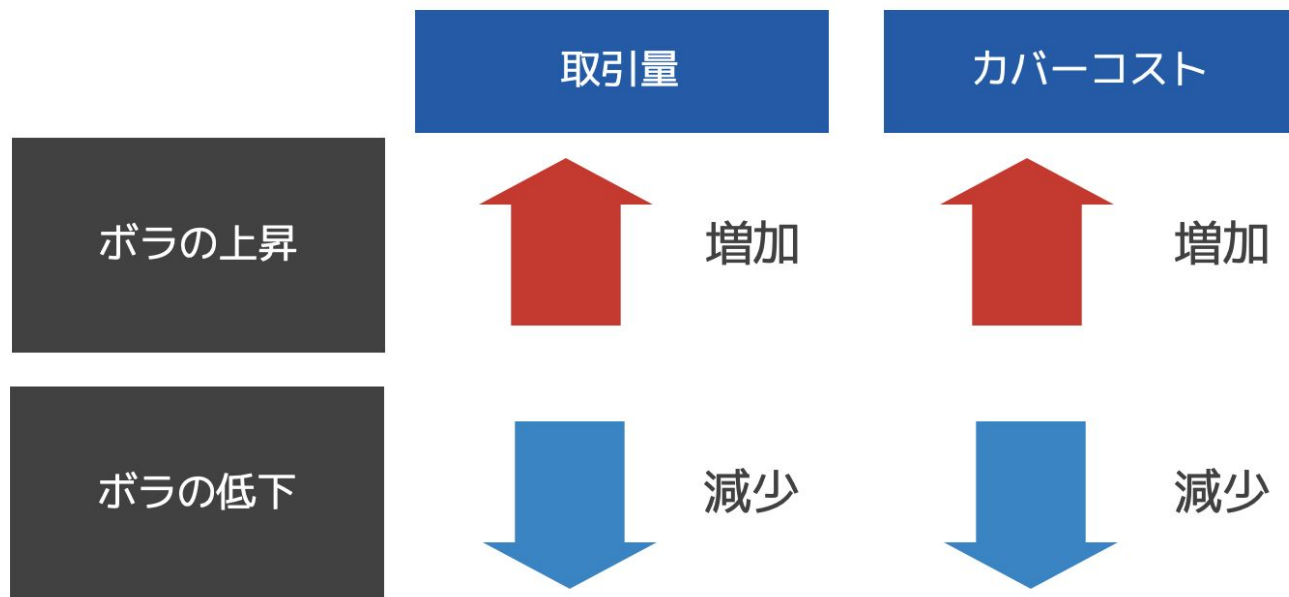 取引量
カバーコスト
ボラの上昇
増加
増加
ボラの低下
減少
減少